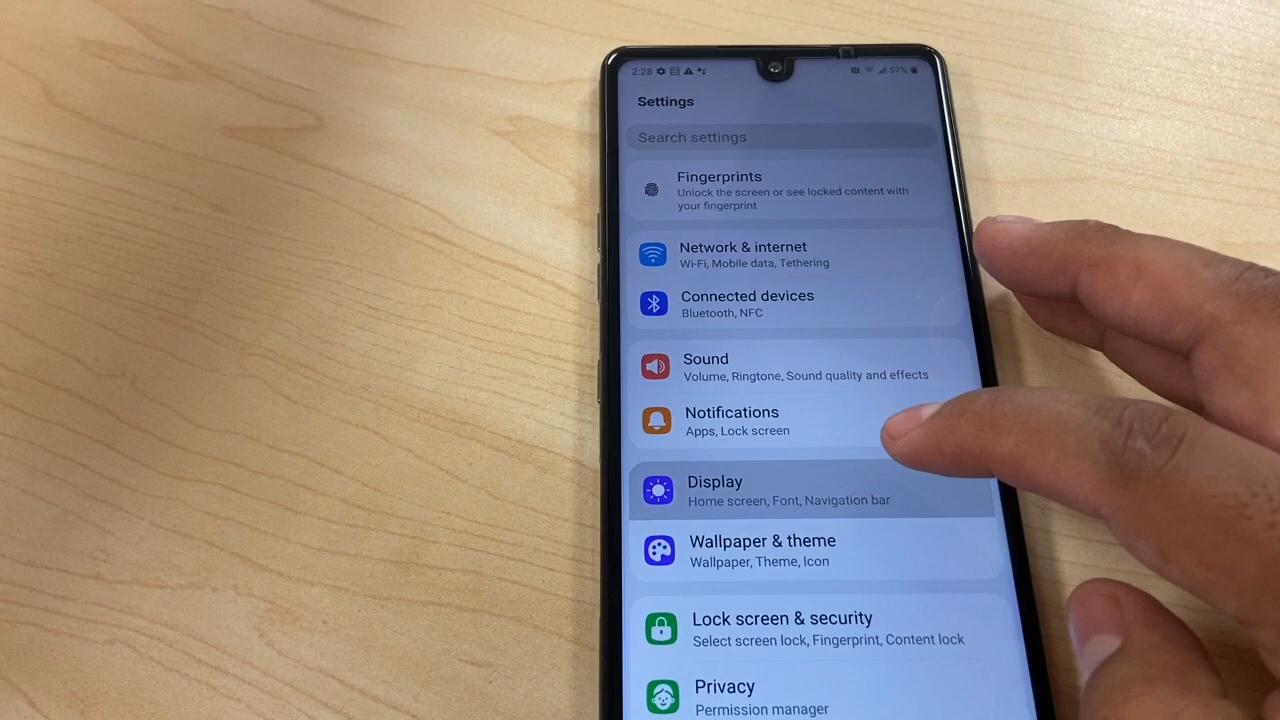 2:28
57%
Settings
Search settings
Fingerprints
Unlock the screen or see locked content with
your fingerprint
Network & internet
Wi-Fi, Mobile data, Tethering
Connected devices
Bluetooth, NFC
Sound
Volume, Ringtone, Sound quality and effects
Notifications
Apps, Lock screen
Display
Home screen, Font, Navigation bar
Wallpaper & theme
Wallpaper, Theme, Icon
Lock screen & security
Select screen lock, Fingerprint, Content lock
Privacy
Permission manager